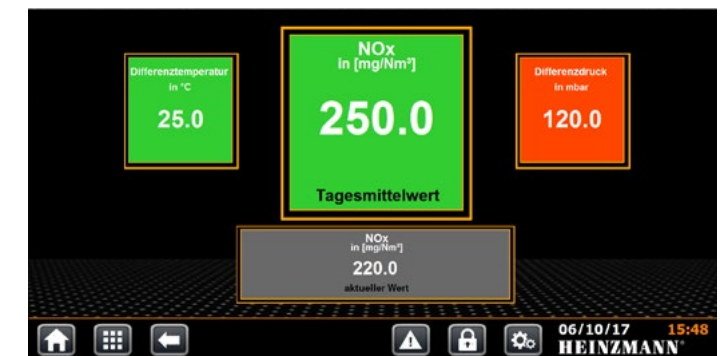 Differenztemperatur
in °C
25.0
NOx
in [mg/Nm³]
250.0
Tagesmittelwert
Differenzdruck
in mbar
120.0
NOx
in [mg/Nm³]
220.0
aktueller Wert
06/10/17 15:48
HEINZMANN®